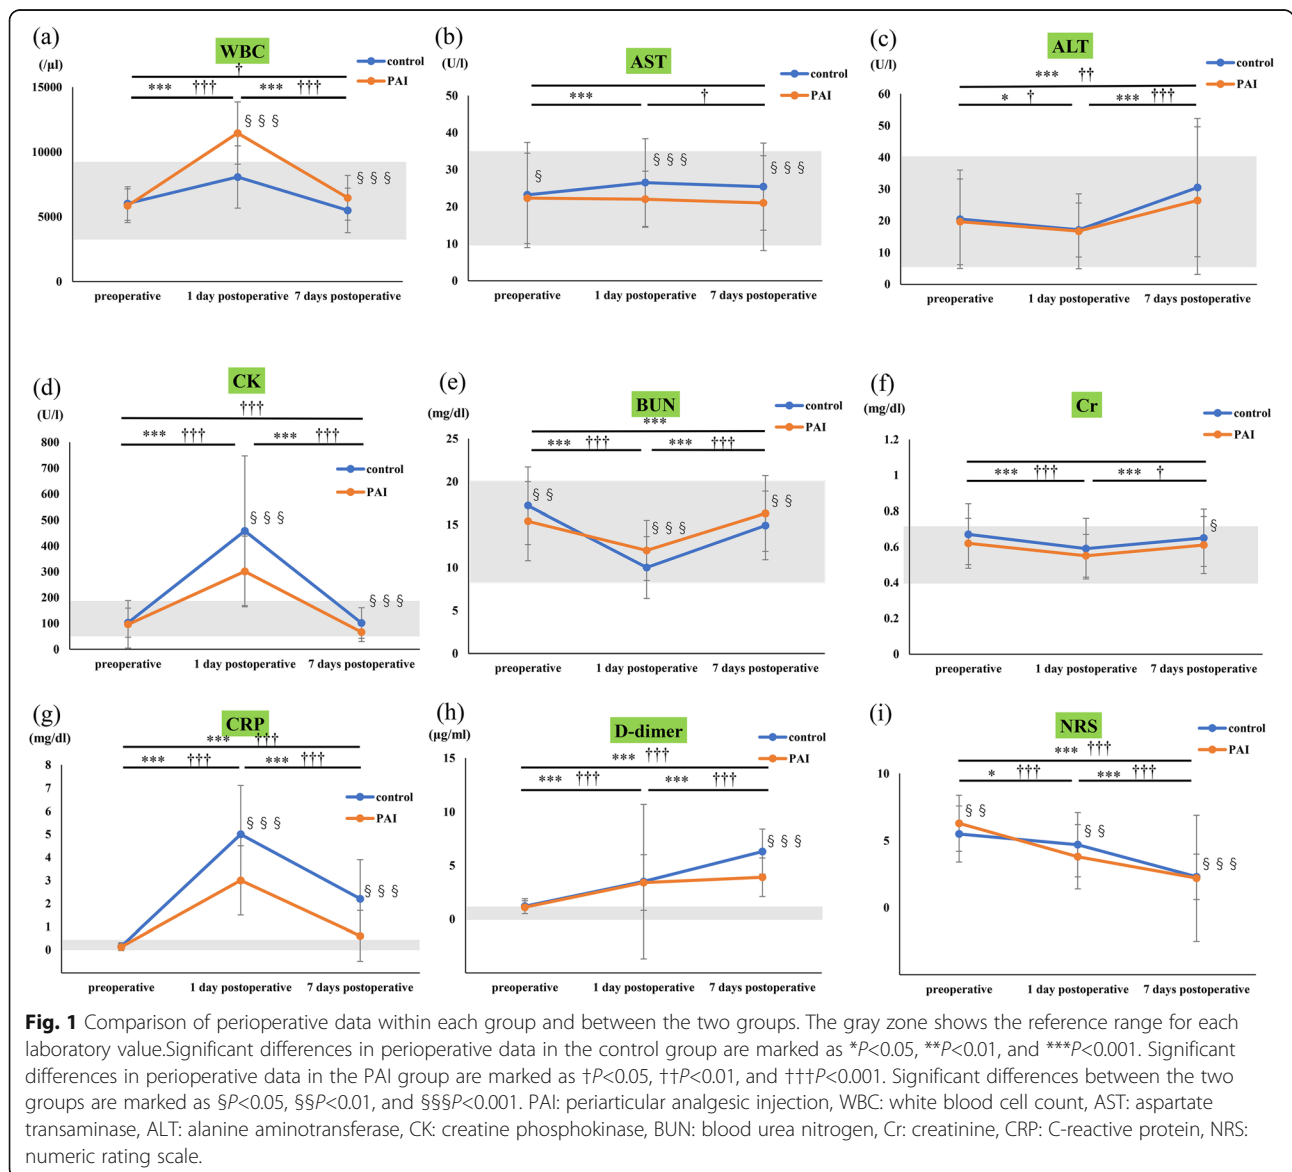 (a)
WBC
(/μl)
†
control
PAI
*** ††† *** †††
15000
10000
5000
0
§ § §
§ § §
preoperative 1 day postoperative 7 days postoperative
(b)
AST
(U/l)
control
PAI
*** †
50
40
30
20
10
0
§
§ § §
§ § §
preoperative 1 day postoperative 7 days postoperative
(c)
ALT
(U/l)
control
PAI
*** ††
* † *** †††
60
50
40
30
20
10
0
preoperative 1 day postoperative 7 days postoperative
(d)
CK
(U/l)
†††
*** ††† *** †††
control
PAI
800
700
600
500
400
300
200
100
0
§ § §
§ § §
preoperative 1 day postoperative 7 days postoperative
(e)
BUN
(mg/dl)
control
PAI
***
*** ††† *** †††
25
20
15
10
5
0
§ §
§ § §
§ §
preoperative 1 day postoperative 7 days postoperative
(f)
Cr
(mg/dl)
control
PAI
*** ††† *** †
1.2
1
0.8
0.6
0.4
0.2
0
§
preoperative 1 day postoperative 7 days postoperative
(g)
CRP
(mg/dl)
*** †††
*** ††† *** †††
control
PAI
8
7
6
5
4
3
2
1
0
§ § §
§ § §
preoperative 1 day postoperative 7 days postoperative
(h)
D-dimer
(μg/ml)
control
PAI
*** †††
*** ††† *** †††
15
10
5
0
§ § §
preoperative 1 day postoperative 7 days postoperative
(i)
NRS
control
PAI
*** †††
* ††† *** †††
10
5
0
§ §
§ §
§ § §
preoperative 1 day postoperative 7 days postoperative
Fig. 1 Comparison of perioperative data within each group and between the two groups. The gray zone shows the reference range for each
laboratory value.Significant differences in perioperative data in the control group are marked as *P<0.05, **P<0.01, and ***P<0.001. Significant
differences in perioperative data in the PAI group are marked as †P<0.05, ††P<0.01, and †††P<0.001. Significant differences between the two
groups are marked as §P<0.05, §§P<0.01, and §§§P<0.001. PAI: periarticular analgesic injection, WBC: white blood cell count, AST: aspartate
transaminase, ALT: alanine aminotransferase, CK: creatine phosphokinase, BUN: blood urea nitrogen, Cr: creatinine, CRP: C-reactive protein, NRS:
numeric rating scale.